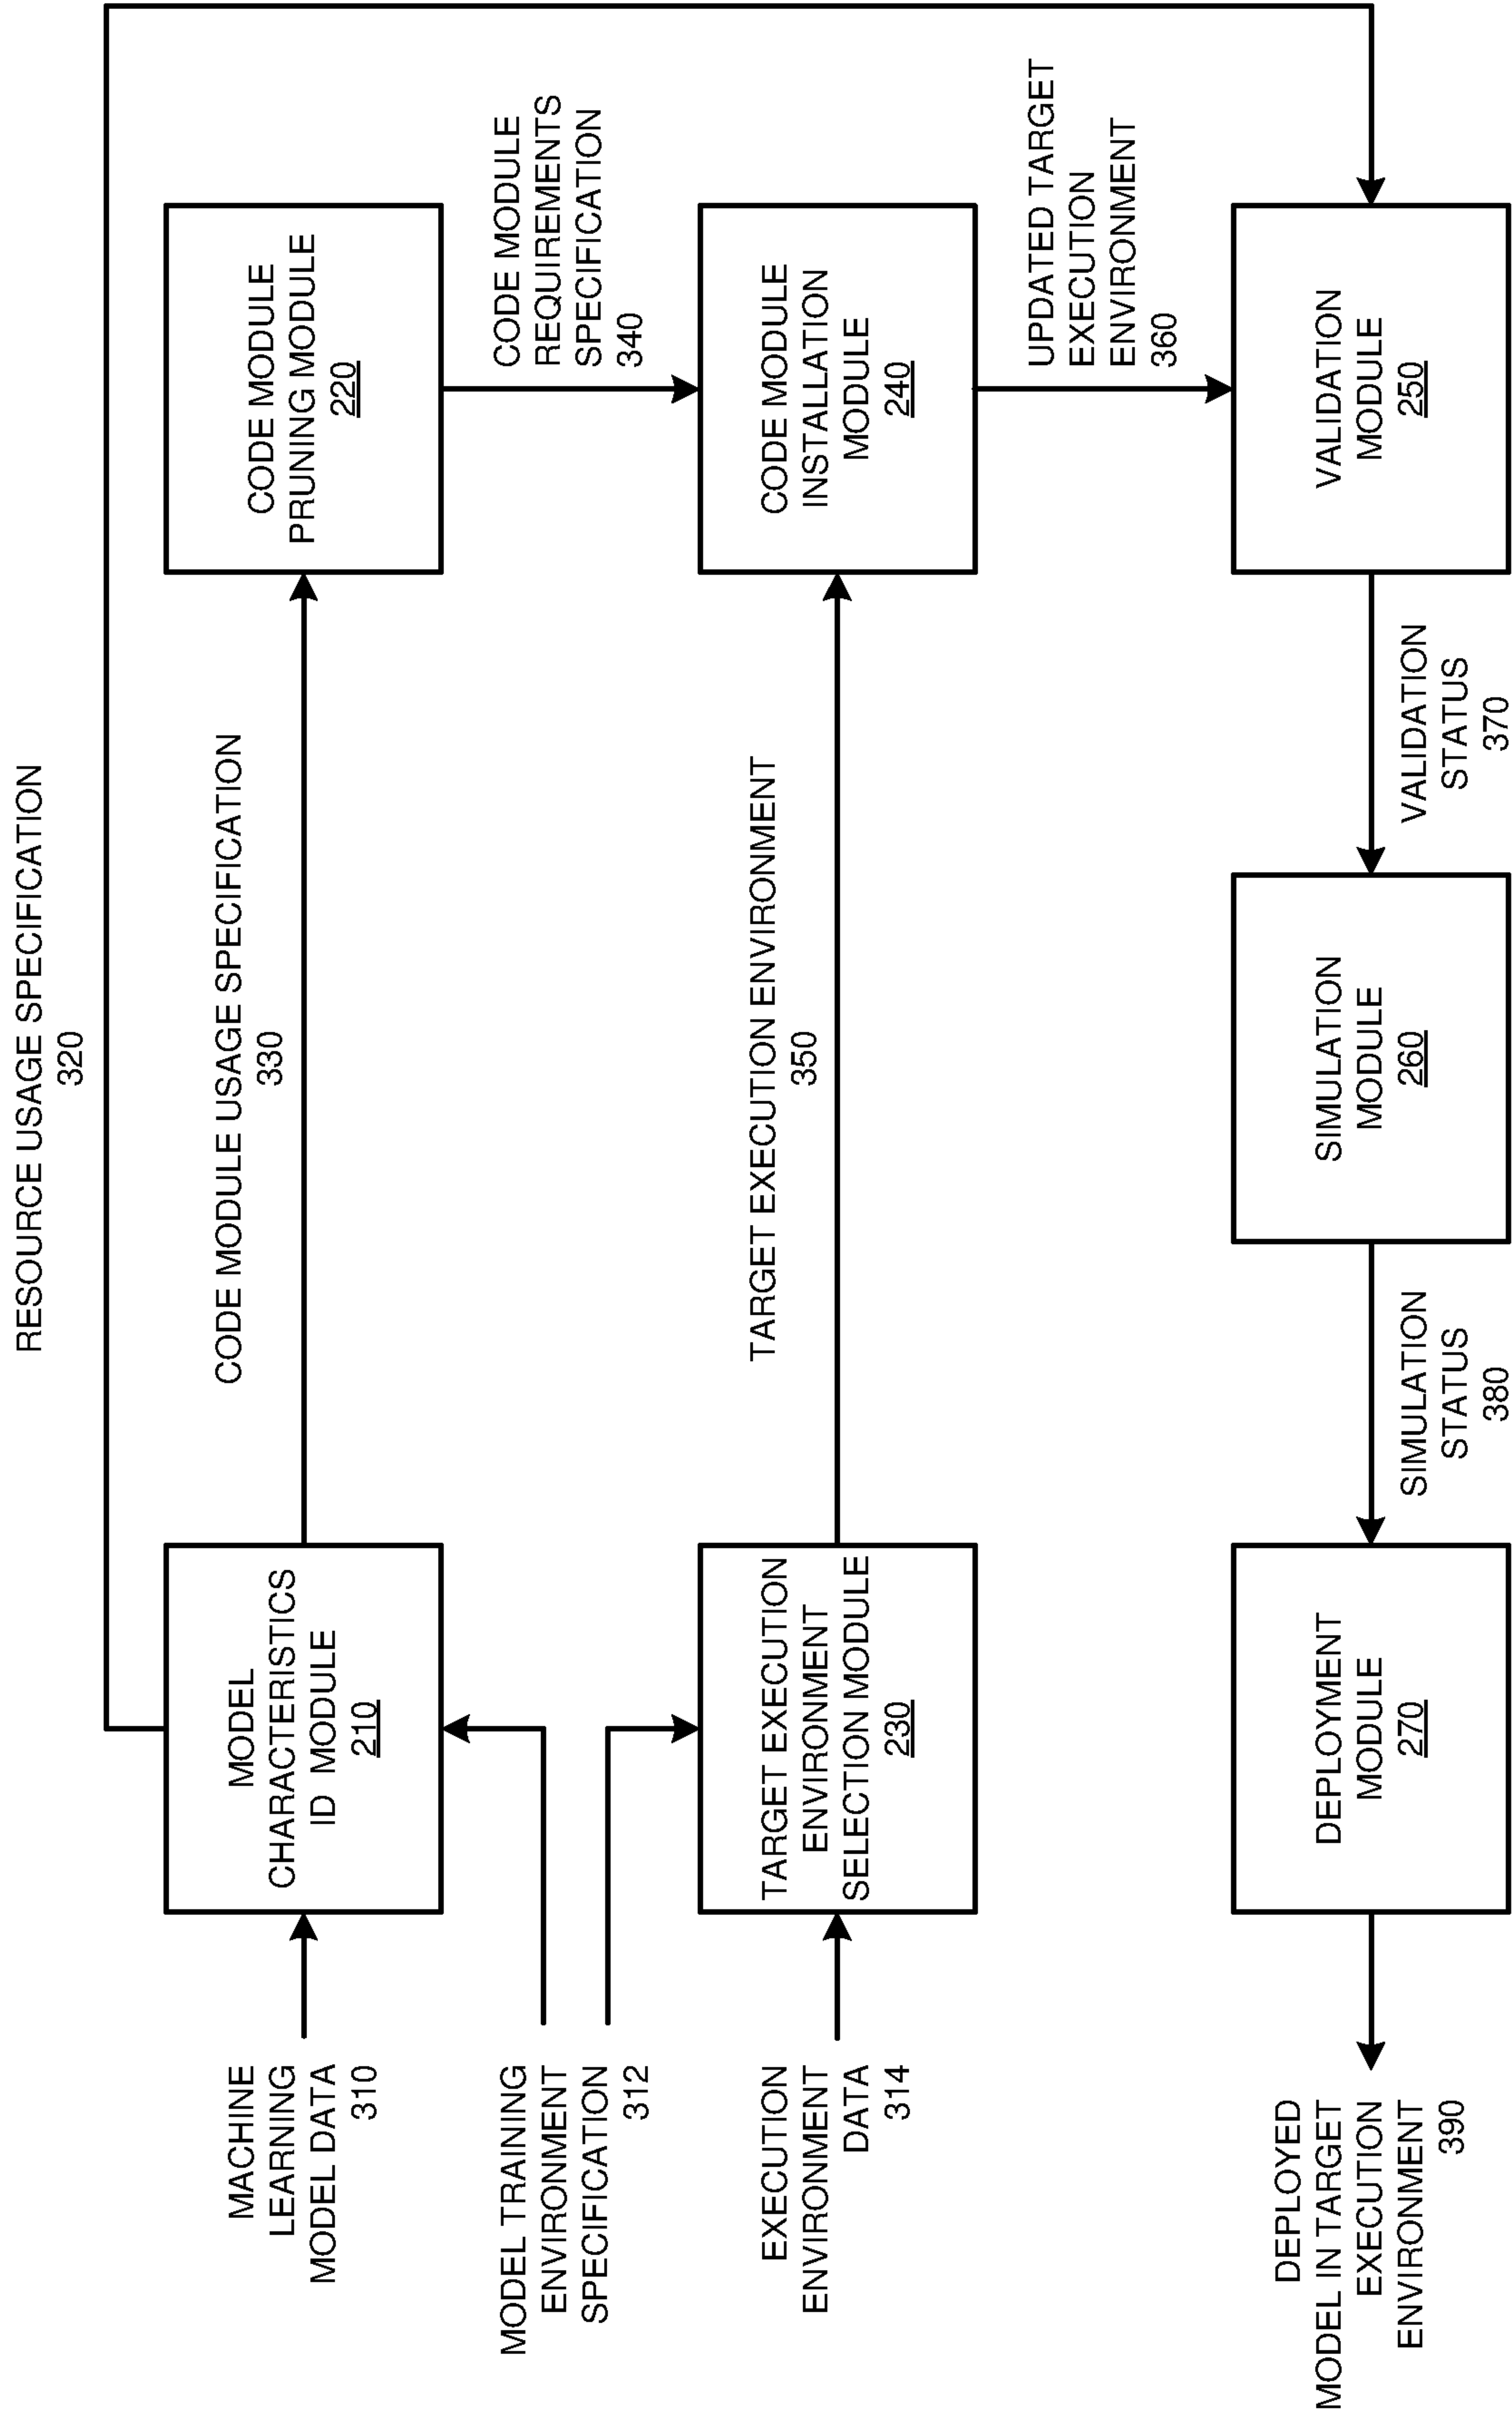 RESOURCE USAGE SPECIFICATION
320
MACHINE
LEARNING
MODEL DATA
310
MODEL
CHARACTERISTICS
ID MODULE
210
CODE MODULE USAGE SPECIFICATION
330
CODE MODULE
PRUNING MODULE
220
MODEL TRAINING
ENVIRONMENT
SPECIFICATION
312
CODE MODULE
REQUIREMENTS
SPECIFICATION
340
EXECUTION
ENVIRONMENT
DATA
314
TARGET EXECUTION
ENVIRONMENT
SELECTION MODULE
230
TARGET EXECUTION ENVIRONMENT
350
CODE MODULE
INSTALLATION
MODULE
240
UPDATED TARGET
EXECUTION
ENVIRONMENT
360
DEPLOYED
MODEL IN TARGET
EXECUTION
ENVIRONMENT
390
DEPLOYMENT
MODULE
270
SIMULATION
STATUS
380
SIMULATION
MODULE
260
VALIDATION
STATUS
370
VALIDATION
MODULE
250